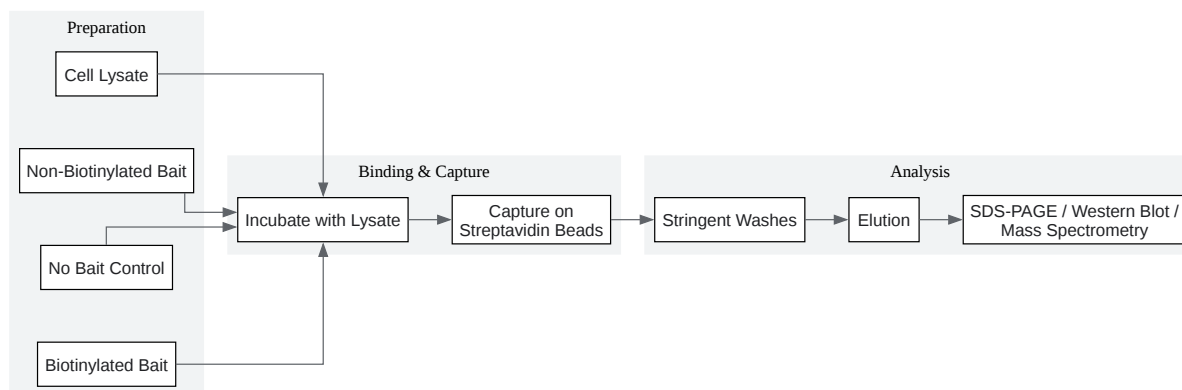 Preparation
Cell Lysate
Non-Biotinylated Bait
No Bait Control
Biotinylated Bait
Binding & Capture
Incubate with Lysate
Capture on
Streptavidin Beads
Analysis
Stringent Washes
Elution
SDS-PAGE / Western Blot /
Mass Spectrometry